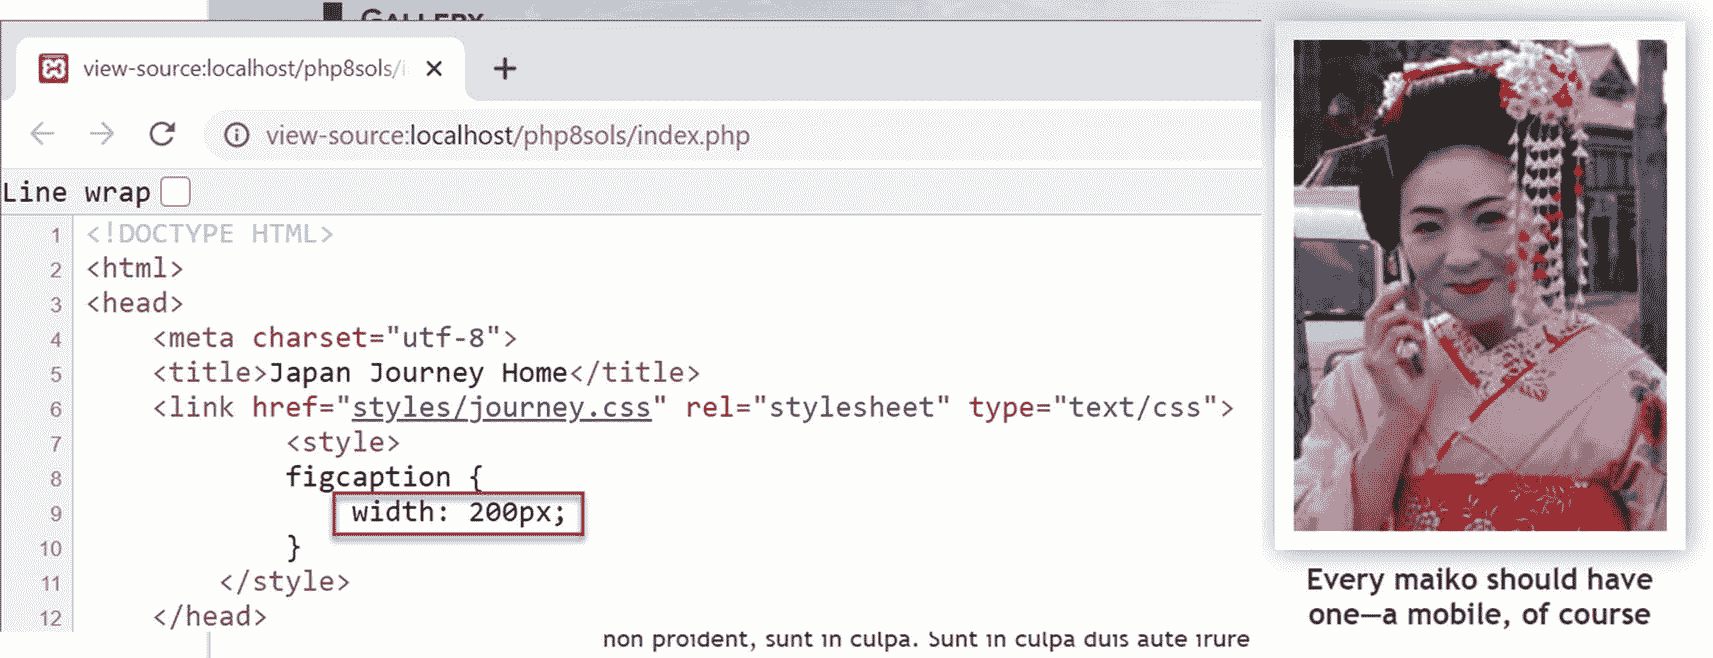 GALLERY
view-source:localhost/php8sols/i
view-source:localhost/php8sols/index.php
Line wrap
1 <!DOCTYPE HTML>
2 <html>
3 <head>
4 <meta charset="utf-8">
5 <title>Japan Journey Home</title>
6 <link href="styles/journey.css" rel="stylesheet" type="text/css">
7 <style>
8 figcaption {
9 width: 200px;
10 }
11 </style>
12 </head>
Every maiko should have
one—a mobile, of course
non proident, sunt in culpa. Sunt in culpa duis aute irure